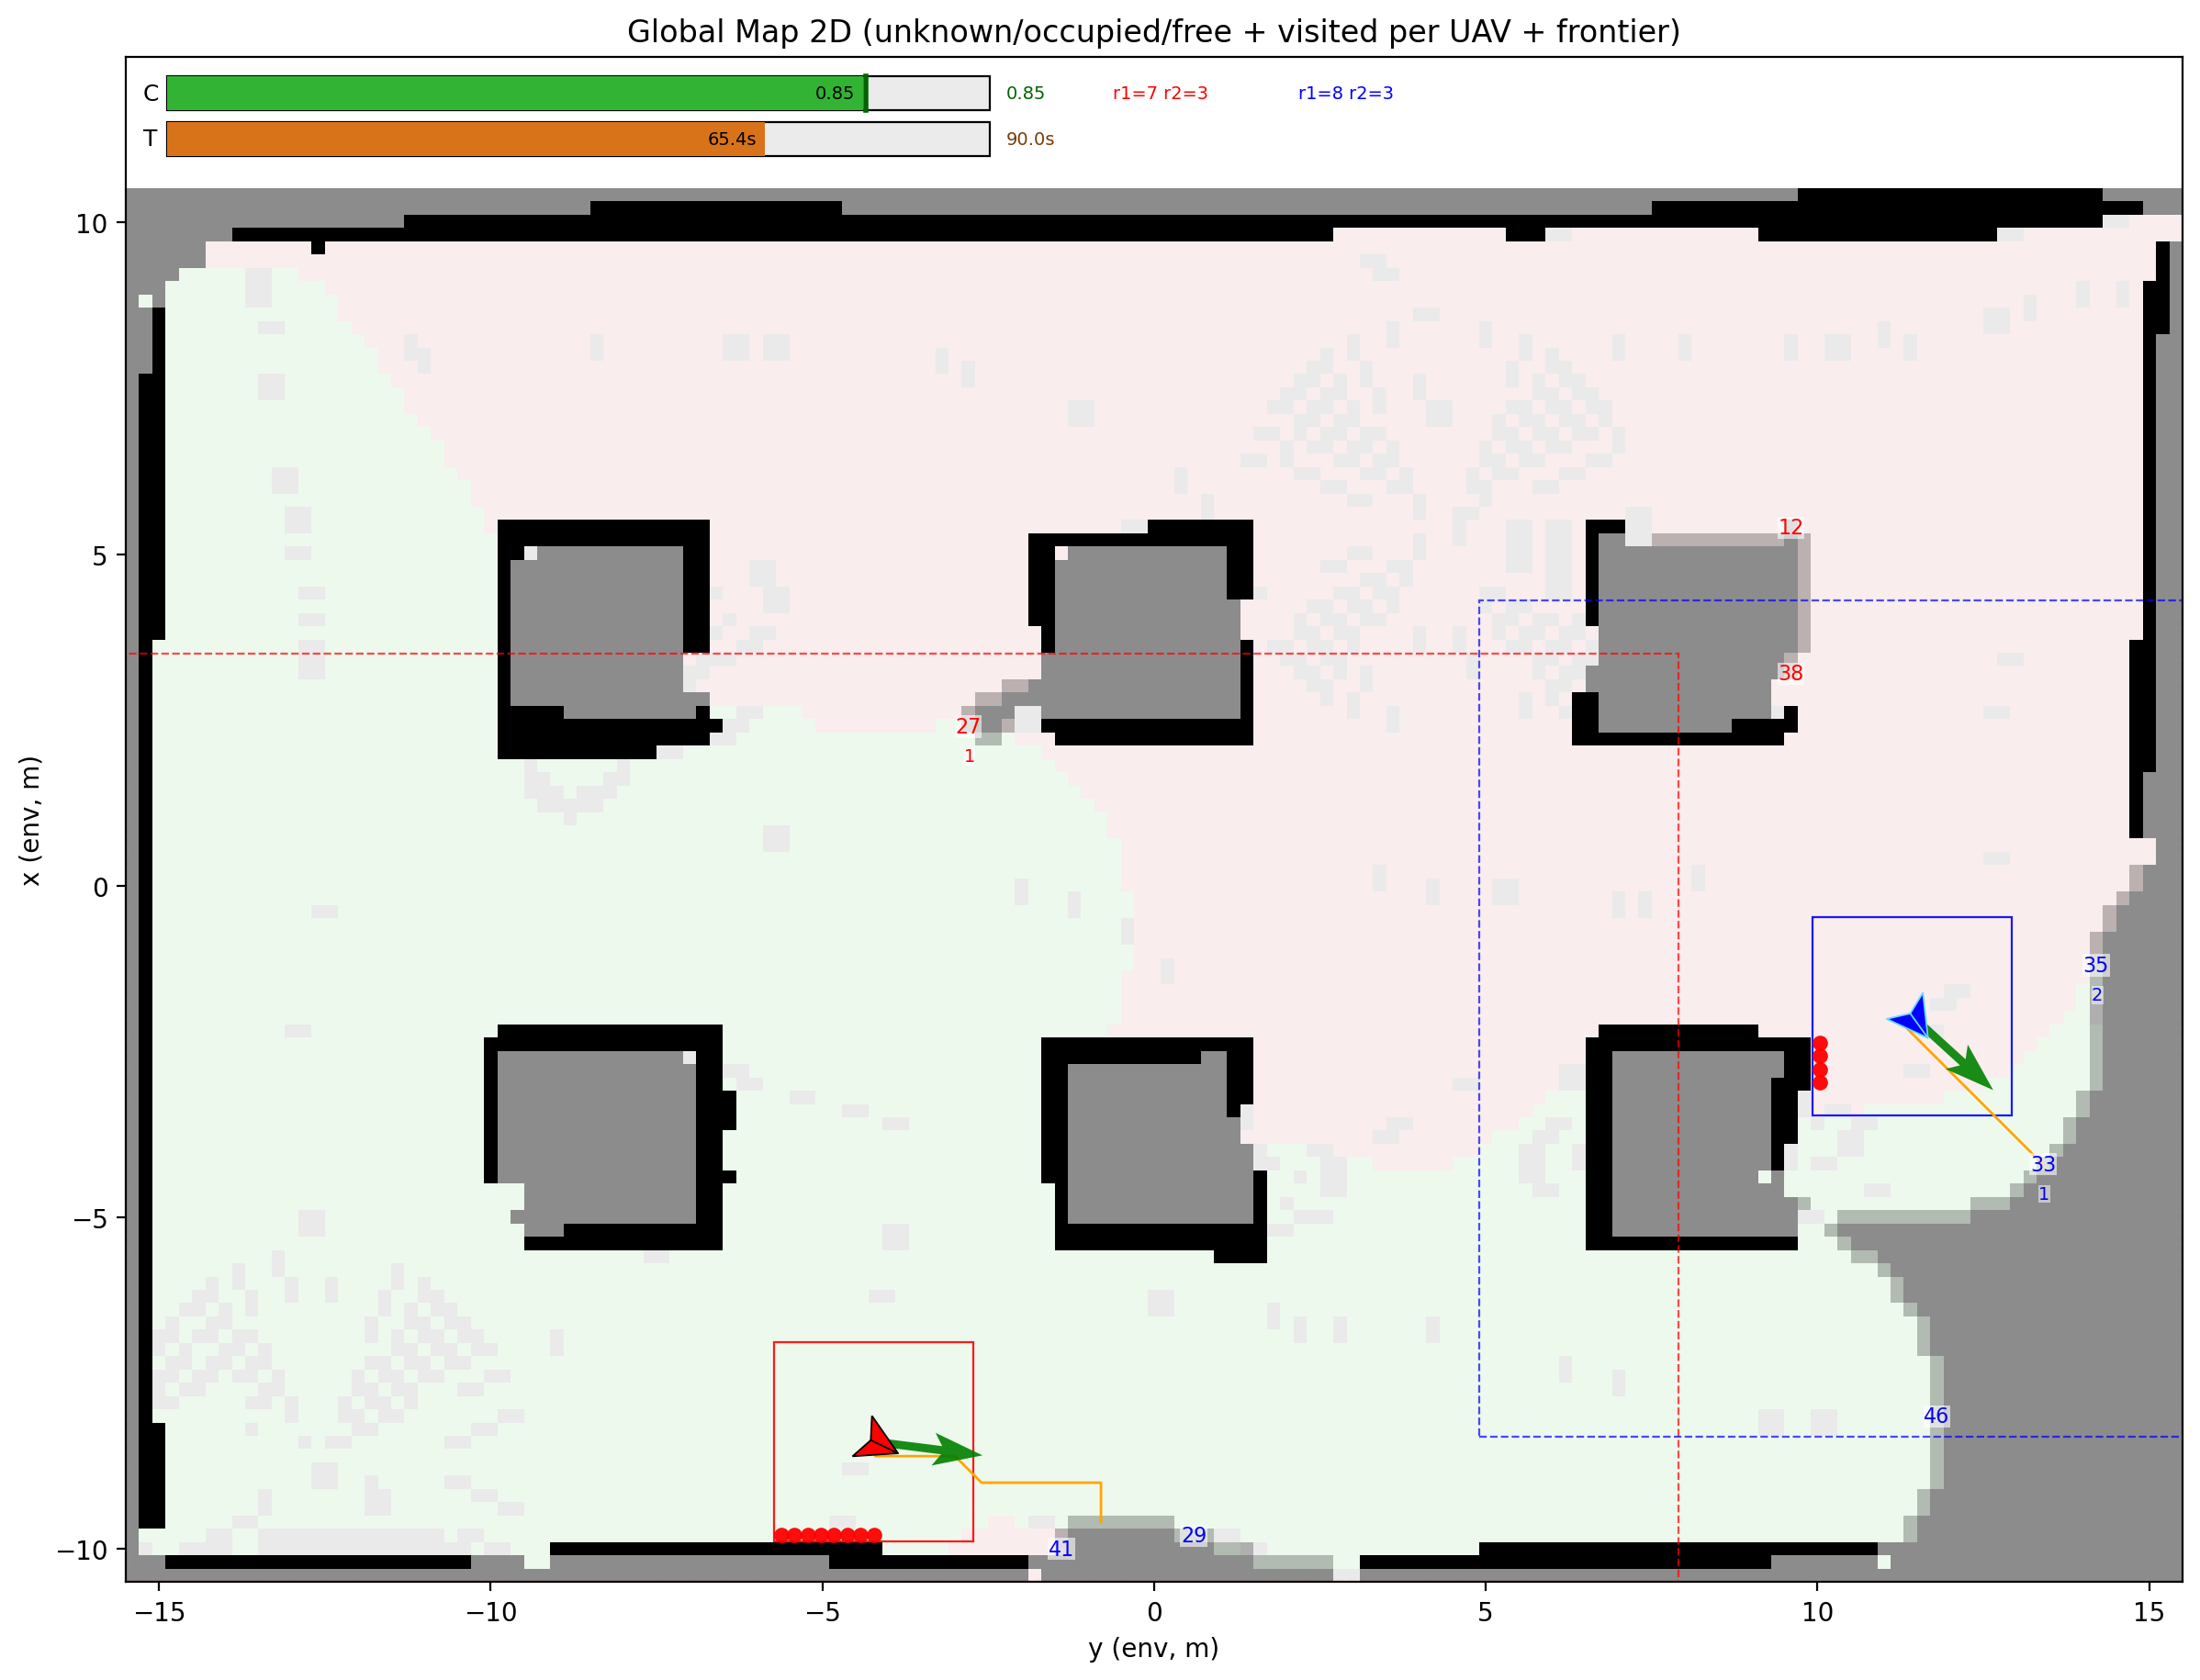 Global Map 2D (unknown/occupied/free + visited per UAV + frontier)
C 0.85 0.85 r1=7 r2=3 r1=8 r2=3
T 65.4s 90.0s
10
5
0
−5
−10
x (env, m)
12
38
27
1
35
2
33
1
46
29
41
−15 −10 −5 0 5 10 15
y (env, m)